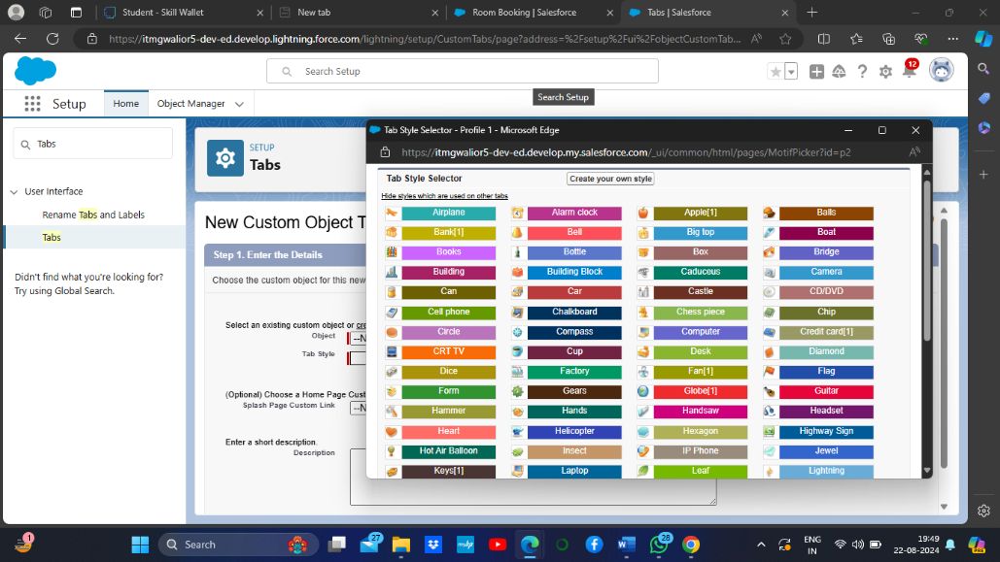 Student - Skill Wallet
New tab
Room Booking | Salesforce
Tabs | Salesforce
https://itmgwalior5-dev-ed.develop.lightning.force.com/lightning/setup/CustomTabs/page?address=%2Fsetup%2Fui%2FobjectCustomTab...
Search Setup
12
Setup
Home
Object Manager
Search Setup
Tabs
User Interface
Rename Tabs and Labels
Tabs
Didn't find what you're looking for?
Try using Global Search.
SETUP
Tabs
New Custom Object T
Step 1. Enter the Details
Choose the custom object for this new
Select an existing custom object or cre
Object
--N
Tab Style
(Optional) Choose a Home Page Cust
Splash Page Custom Link
--N
Enter a short description.
Description
Tab Style Selector - Profile 1 - Microsoft Edge
https://itmgwalior5-dev-ed.develop.my.salesforce.com/_ui/common/html/pages/MotifPicker?id=p2
Tab Style Selector
Create your own style
Hide styles which are used on other tabs
Airplane Alarm clock Apple[1] Balls
Bank[1] Bell Big top Boat
Books Bottle Box Bridge
Building Building Block Caduceus Camera
Can Car Castle CD/DVD
Cell phone Chalkboard Chess piece Chip
Circle Compass Computer Credit card[1]
CRT TV Cup Desk Diamond
Dice Factory Fan[1] Flag
Form Gears Globe[1] Guitar
Hammer Hands Handsaw Headset
Heart Helicopter Hexagon Highway Sign
Hot Air Balloon Insect IP Phone Jewel
Keys[1] Laptop Leaf Lightning
1
Search
27
28
ENG
IN
19:49
22-08-2024